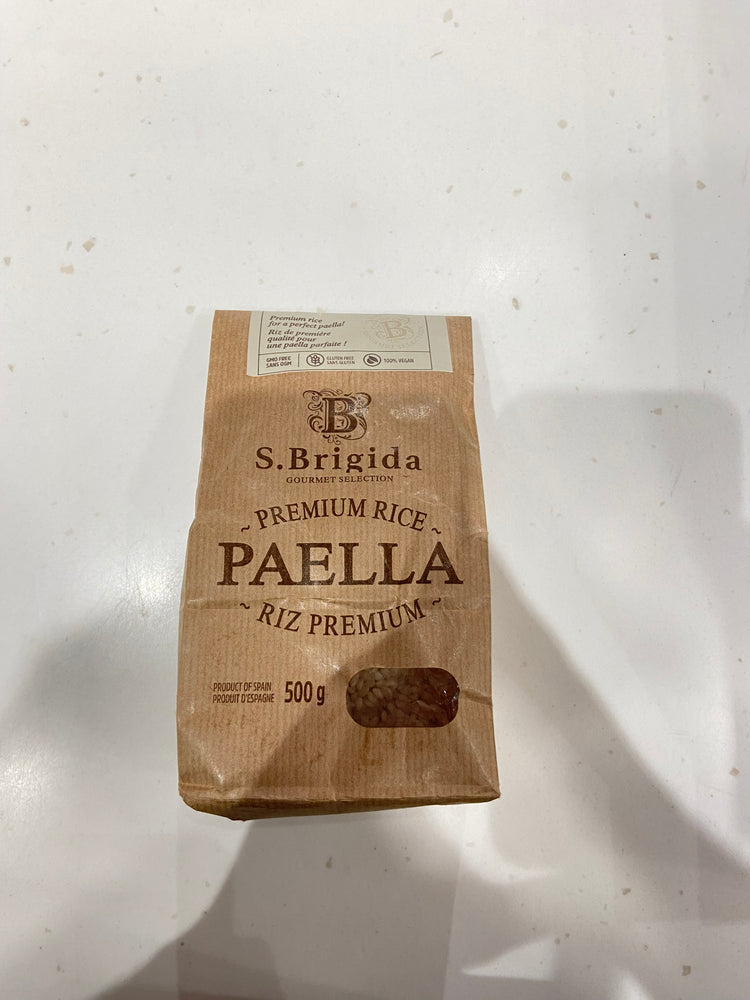 Premium rice
for a perfect paella!
Riz de première
qualité pour
une paella parfaite !
GMO FREE
SANS OGM
GLUTEN FREE
SANS GLUTEN
100% VEGAN
B
B
S.Brigida
GOURMET SELECTION
~ PREMIUM RICE ~
PAELLA
~ RIZ PREMIUM ~
PRODUCT OF SPAIN
PRODUIT D'ESPAGNE
500 g